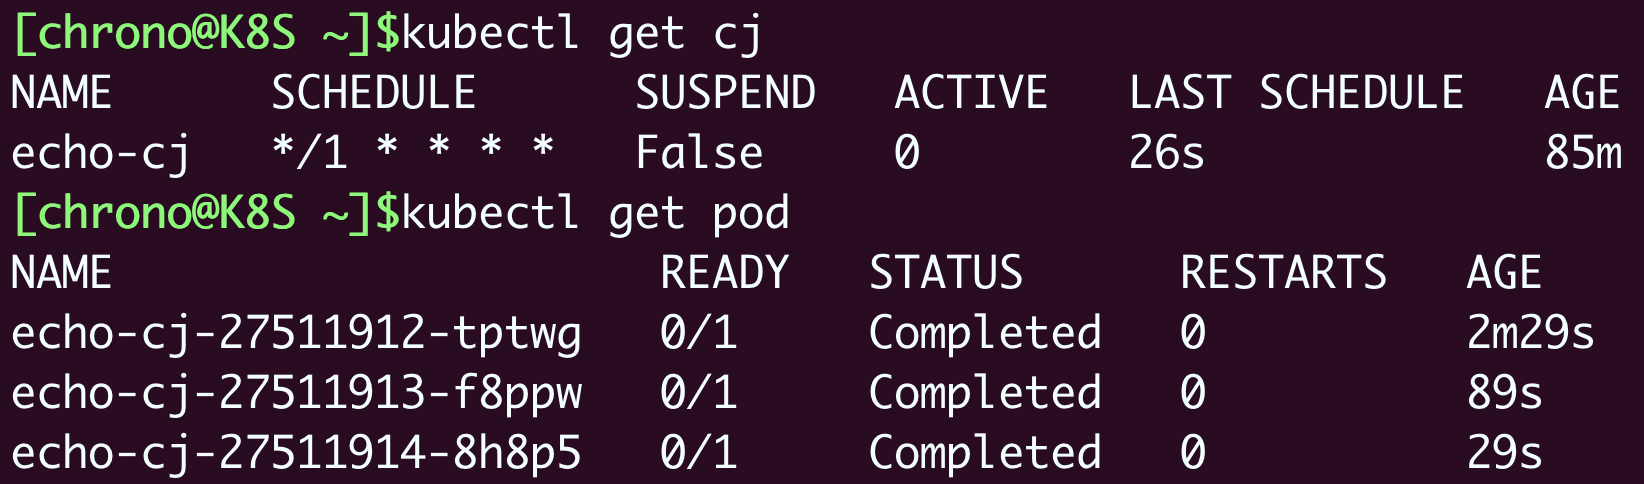 [chrono@K8S ~]$kubectl get cj
NAME SCHEDULE SUSPEND ACTIVE LAST SCHEDULE AGE
echo-cj */1 * * * * False 0 26s 85m
[chrono@K8S ~]$kubectl get pod
NAME READY STATUS RESTARTS AGE
echo-cj-27511912-tptwg 0/1 Completed 0 2m29s
echo-cj-27511913-f8ppw 0/1 Completed 0 89s
echo-cj-27511914-8h8p5 0/1 Completed 0 29s